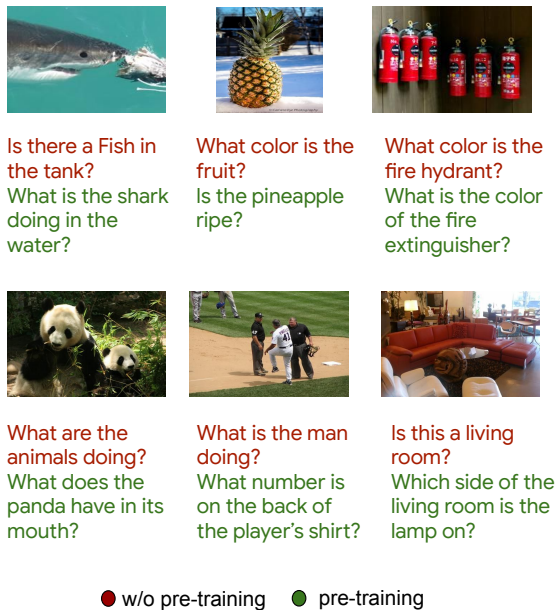 Is there a Fish in
the tank?
What is the shark
doing in the
water?
What color is the
fruit?
Is the pineapple
ripe?
What color is the
fire hydrant?
What is the color
of the fire
extinguisher?
What are the
animals doing?
What does the
panda have in its
mouth?
What is the man
doing?
What number is
on the back of
the player's shirt?
Is this a living
room?
Which side of the
living room is the
lamp on?
w/o pre-training
pre-training